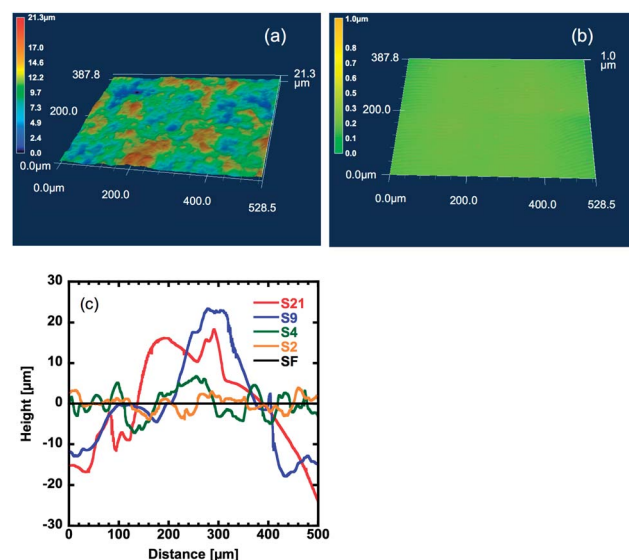 21.3µm
17.0
14.6
12.2
9.7
7.3
4.9
2.4
0.0
(a)
387.8
21.3
µm
200.0
0.0µm
0.0µm
200.0
400.0
528.5
1.0µm
0.8
0.7
0.6
0.5
0.3
0.2
0.1
0.0
(b)
387.8
1.0
µm
200.0
0.0µm
0.0µm
200.0
400.0
528.5
(c)
S21
S9
S4
S2
SF
30
20
10
0
-10
-20
-30
Height [µm]
0
100
200
300
400
500
Distance [µm]